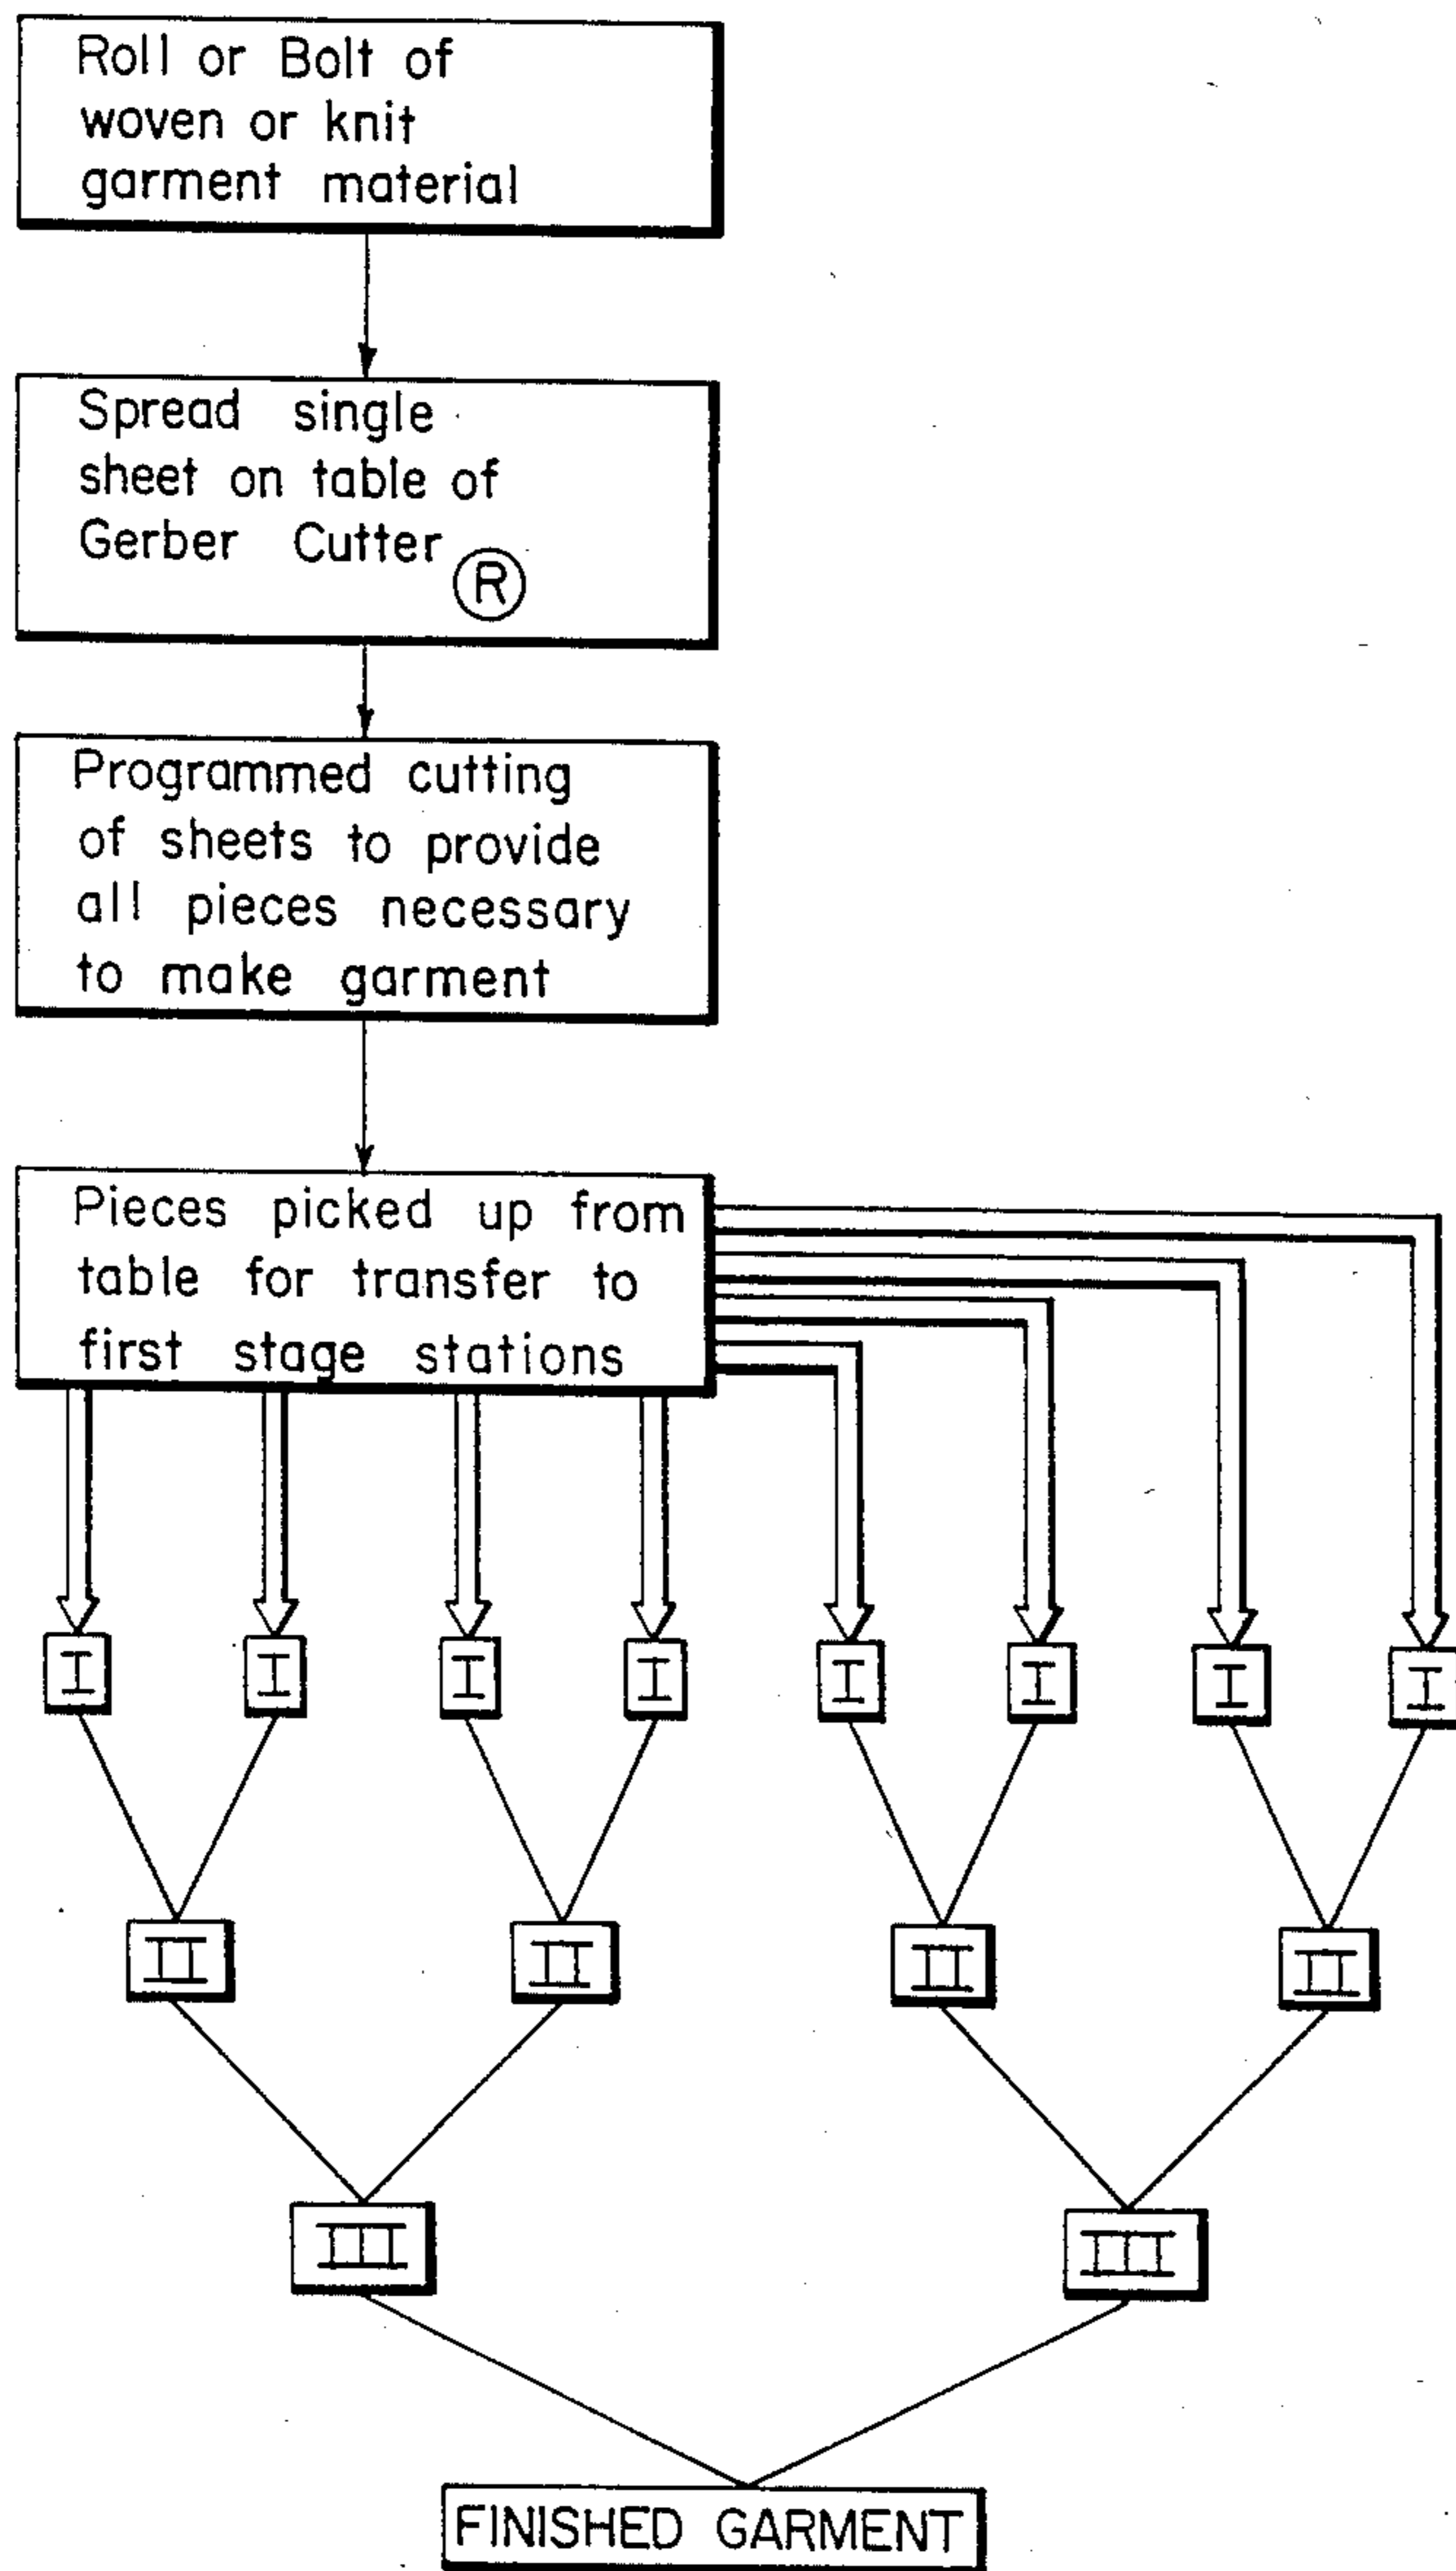 Roll or Bolt of
woven or knit
garment material
Spread single
sheet on table of
Gerber Cutter
Ⓡ
Programmed cutting
of sheets to provide
all pieces necessary
to make garment
Pieces picked up from
table for transfer to
first stage stations
I I I I I I I I
II II II II
III III
FINISHED GARMENT